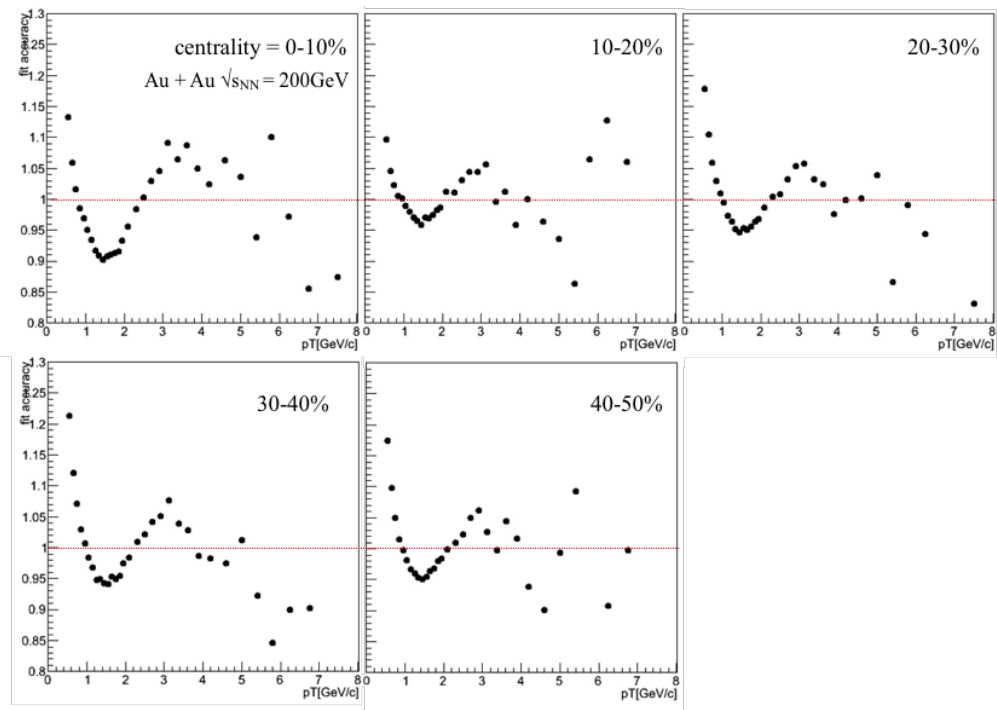 1.3
1.25
1.2
1.15
1.1
1.05
1
0.95
0.9
0.85
0.8
fit accuracy
centrality = 0-10%
Au + Au √sNN = 200GeV
0 1 2 3 4 5 6 7 8
pT[GeV/c]
10-20%
0 1 2 3 4 5 6 7 8
pT[GeV/c]
20-30%
0 1 2 3 4 5 6 7 8
pT[GeV/c]
1.3
1.25
1.2
1.15
1.1
1.05
1
0.95
0.9
0.85
0.8
fit accuracy
30-40%
0 1 2 3 4 5 6 7 8
pT[GeV/c]
40-50%
0 1 2 3 4 5 6 7 8
pT[GeV/c]